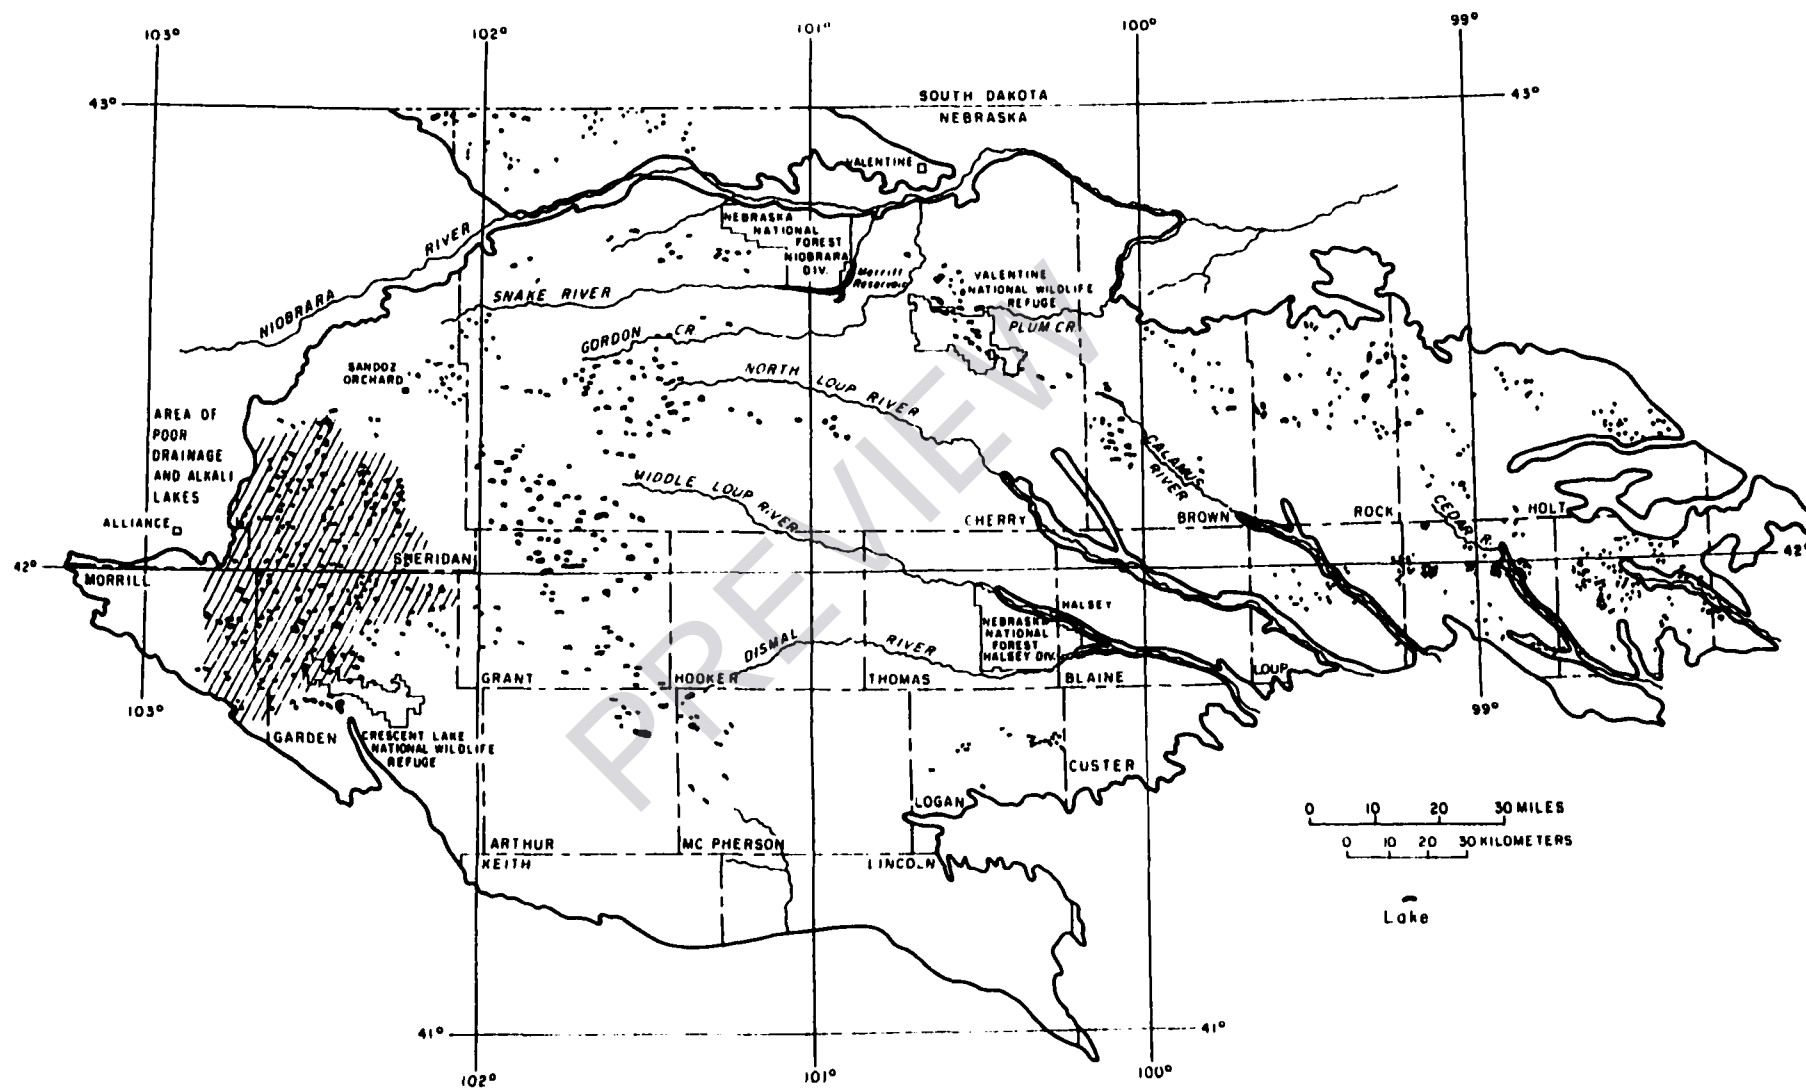 103°
102°
101°
100°
99°
43°
SOUTH DAKOTA
43°
NEBRASKA
VALENTINE
NIOBRARA RIVER
NEBRASKA
NATIONAL
FOREST
NIOBRARA
DIV.
Merritt
Reservoir
VALENTINE
NATIONAL WILDLIFE
REFUGE
SNAKE RIVER
PLUM CR.
GORDON CR
SANDOZ
ORCHARD
NORTH LOUP RIVER
AREA OF
POOR
DRAINAGE
AND ALKALI
LAKES
CALAMUS
RIVER
MIDDLE LOUP RIVER
CEDAR R.
ALLIANCE
CHERRY
BROWN
ROCK
HOLT
42°
SHERIDAN
42°
MORRILL
HALSEY
NEBRASKA
NATIONAL
FOREST
HALSEY DIV.
DISMAL RIVER
LOUP
GRANT
HOOKER
THOMAS
BLAINE
103°
99°
GARDEN
CRESCENT LAKE
NATIONAL WILDLIFE
REFUGE
CUSTER
LOGAN
0 10 20 30 MILES
0 10 20 30 KILOMETERS
ARTHUR
MC PHERSON
KEITH
LINCOLN
Lake
41°
41°
102°
101°
100°
PREVIEW